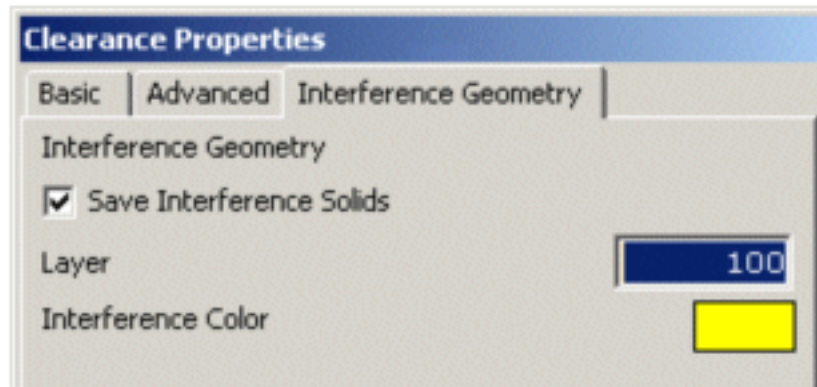 Clearance Properties
Basic Advanced Interference Geometry
Interference Geometry
Save Interference Solids
Layer 100
Interference Color